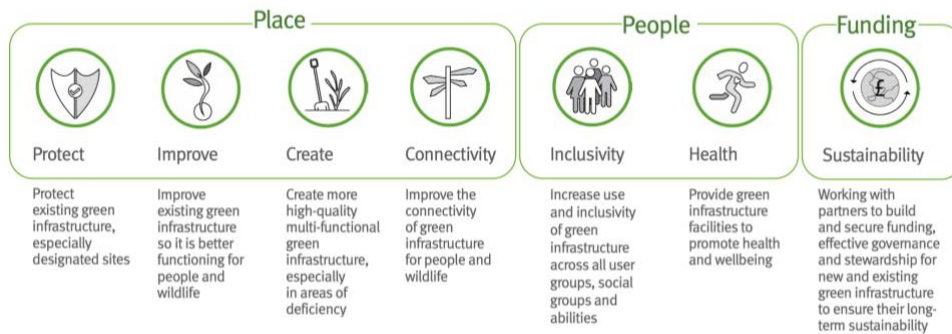 Place
People
Funding
£
Protect
Improve
Create
Connectivity
Inclusivity
Health
Sustainability
Protect
existing green
infrastructure,
especially
designated sites
Improve
existing green
infrastructure
so it is better
functioning for
people and
wildlife
Create more
high-quality
multi-functional
green
infrastructure,
especially
in areas of
deficiency
Improve the
connectivity
of green
infrastructure
for people and
wildlife
Increase use
and inclusivity
of green
infrastructure
across all user
groups, social
groups and
abilities
Provide green
infrastructure
facilities to
promote health
and wellbeing
Working with
partners to build
and secure funding,
effective governance
and stewardship for
new and existing
green infrastructure
to ensure their long-
term sustainability